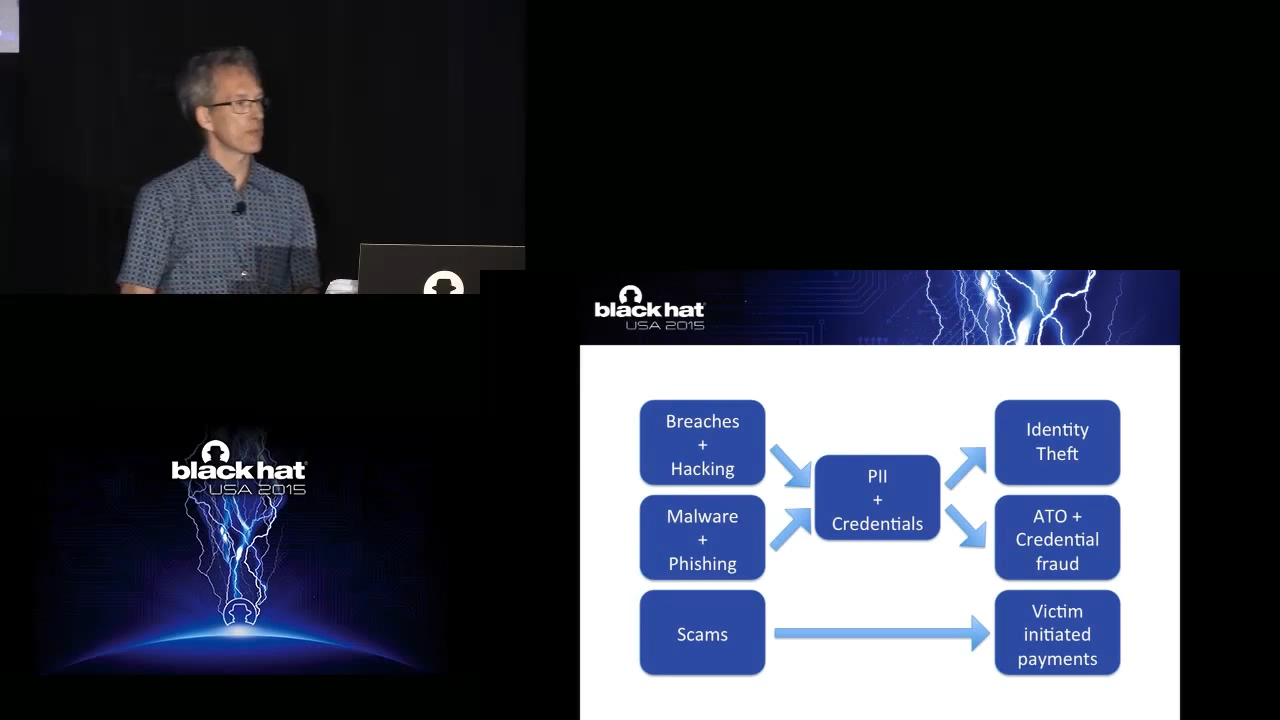 black hat
USA 2015
Breaches
+
Hacking
Malware
+
Phishing
Scams
PII
+
Credentials
Identity
Theft
ATO +
Credential
fraud
Victim
initiated
payments
black hat
USA 2015